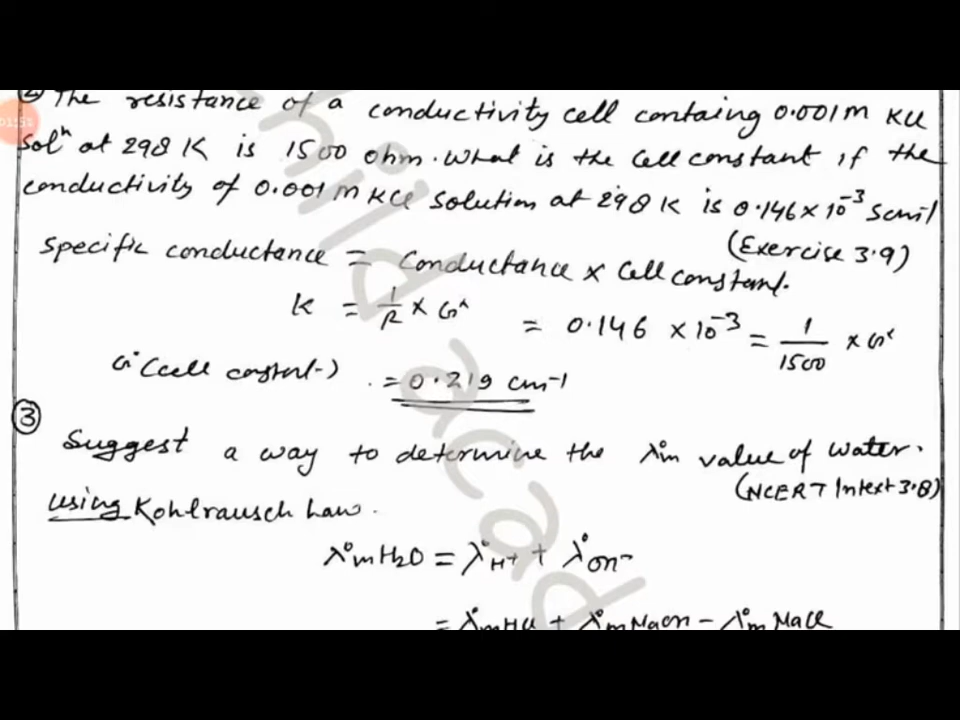 ② The resistance of a conductivity cell containg 0.001M KCl
solⁿ at 298 K is 1500 ohm. What is the cell constant if the
conductivity of 0.001M KCl solution at 298 K is 0.146 × 10⁻³ S cm⁻¹
(Exercise 3.9)
specific conductance = conductance × cell constant.
K = 1/R × G* = 0.146 × 10⁻³ = 1/1500 × G*
G* (cell constant) = 0.219 cm⁻¹
③ Suggest a way to determine the λ°m value of water.
(NCERT Intext 3.8)
using Kohlrausch Law.
λ°m H2O = λ°H+ + λ°OH-
= λ°m HCl + λ°m NaOH − λ°m NaCl
acad